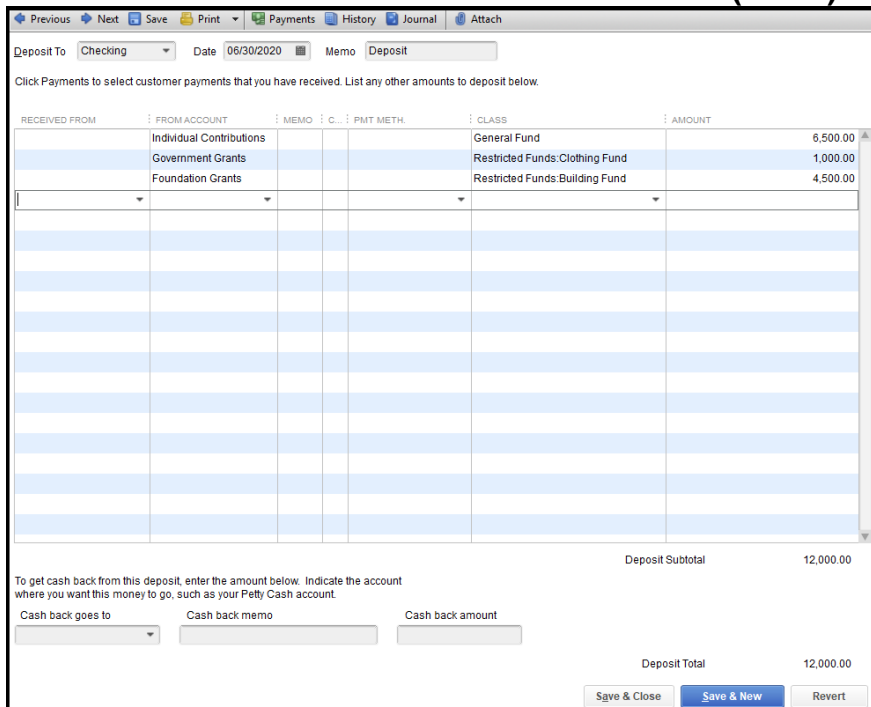 Previous Next Save Print Payments History Journal Attach
Deposit To Checking Date 06/30/2020 Memo Deposit
Click Payments to select customer payments that you have received. List any other amounts to deposit below.
RECEIVED FROM FROM ACCOUNT MEMO C... PMT METH. CLASS AMOUNT
Individual Contributions General Fund 6,500.00
Government Grants Restricted Funds:Clothing Fund 1,000.00
Foundation Grants Restricted Funds:Building Fund 4,500.00
Deposit Subtotal 12,000.00
To get cash back from this deposit, enter the amount below. Indicate the account
where you want this money to go, such as your Petty Cash account.
Cash back goes to Cash back memo Cash back amount
Deposit Total 12,000.00
Save & Close Save & New Revert